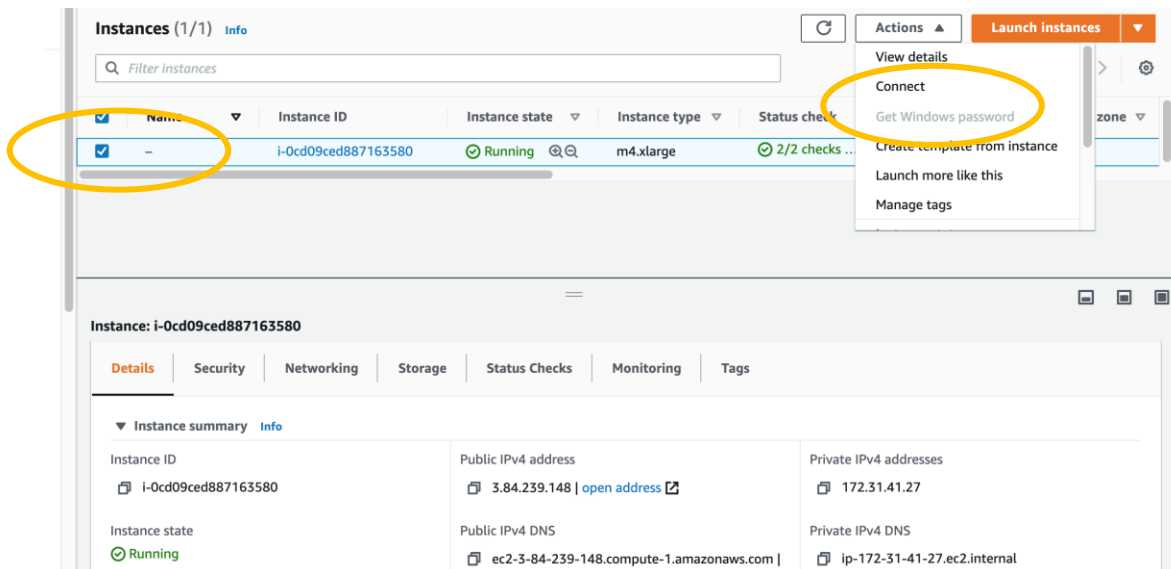 Instances (1/1) Info
Actions
Launch instances
Filter instances
View details
Connect
Get Windows password
Create template from instance
Launch more like this
Manage tags
Name
Instance ID
Instance state
Instance type
Status check
zone
–
i-0cd09ced887163580
Running
m4.xlarge
2/2 checks ...
Instance: i-0cd09ced887163580
Details
Security
Networking
Storage
Status Checks
Monitoring
Tags
Instance summary Info
Instance ID
Public IPv4 address
Private IPv4 addresses
i-0cd09ced887163580
3.84.239.148 | open address
172.31.41.27
Instance state
Public IPv4 DNS
Private IPv4 DNS
Running
ec2-3-84-239-148.compute-1.amazonaws.com |
ip-172-31-41-27.ec2.internal